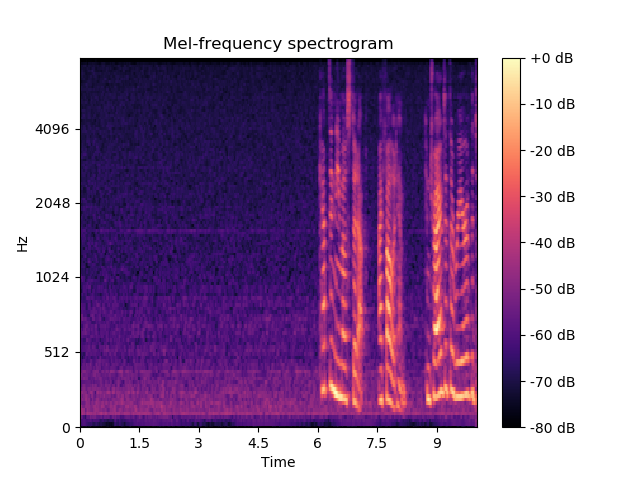 Mel-frequency spectrogram
+0 dB
-10 dB
-20 dB
-30 dB
-40 dB
-50 dB
-60 dB
-70 dB
-80 dB
Hz
4096
2048
1024
512
0
0 1.5 3 4.5 6 7.5 9
Time